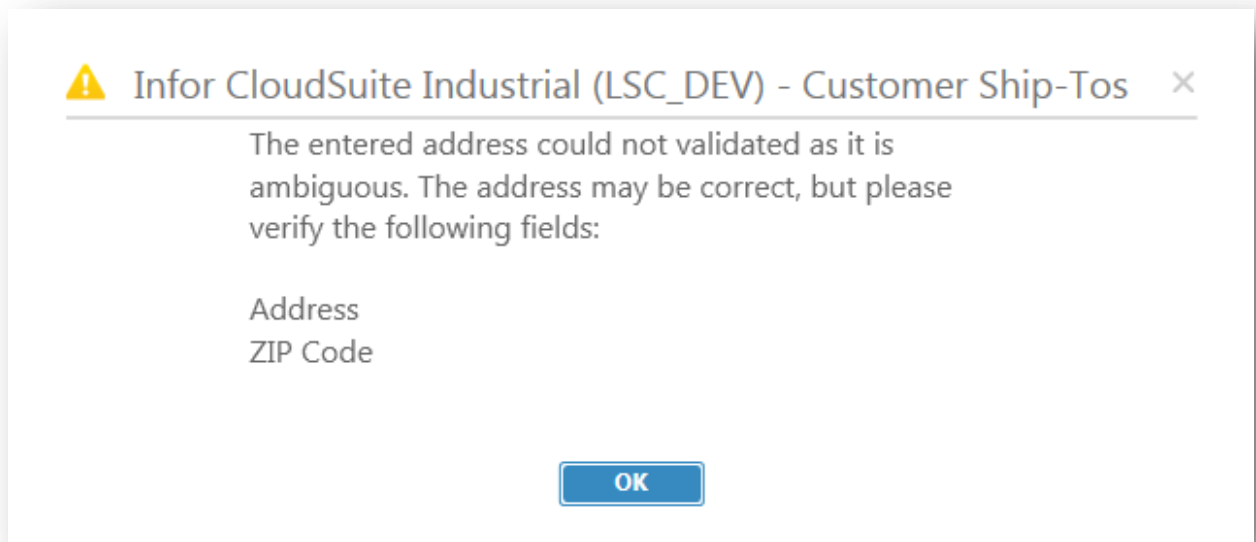 Infor CloudSuite Industrial (LSC_DEV) - Customer Ship-Tos
The entered address could not validated as it is
ambiguous. The address may be correct, but please
verify the following fields:
Address
ZIP Code
OK